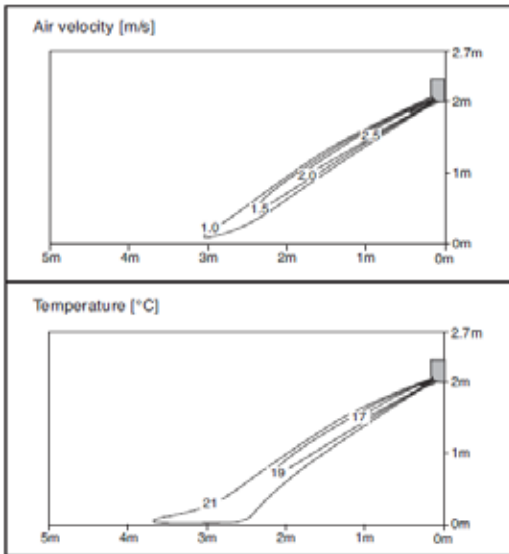 Air velocity [m/s]
2.7m
2m
2.5
2.0
1m
1.5
1.0
0m
5m 4m 3m 2m 1m 0m
Temperature [°C]
2.7m
2m
17
1m
19
21
0m
5m 4m 3m 2m 1m 0m